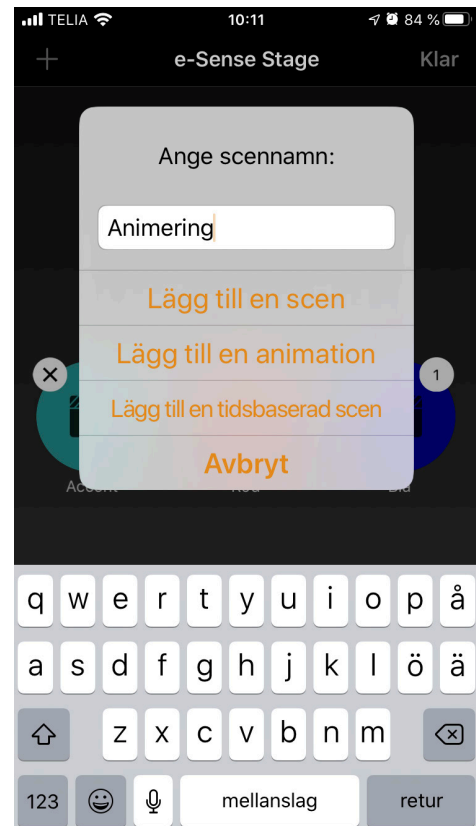 TELIA 10:11 84 %
e-Sense Stage Klar
Ange scennamn:
Animering
Lägg till en scen
Lägg till en animation
Lägg till en tidsbaserad scen
1
Avbryt
q w e r t y u i o p å
a s d f g h j k l ö ä
z x c v b n m
123 mellanslag retur